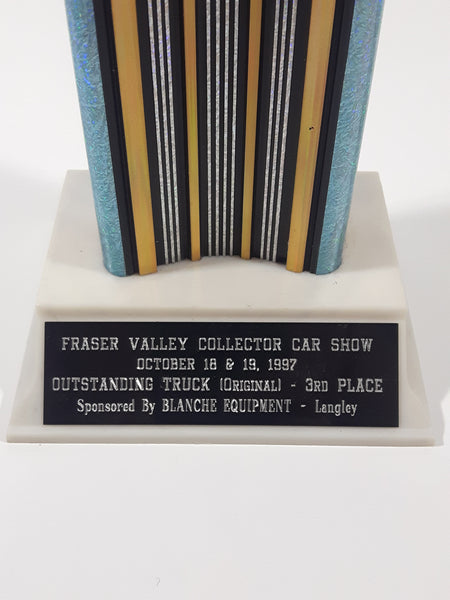 FRASER VALLEY COLLECTOR CAR SHOW
OCTOBER 18 & 19, 1997
OUTSTANDING TRUCK (ORIGINAL) - 3RD PLACE
Sponsored By BLANCHE EQUIPMENT - Langley